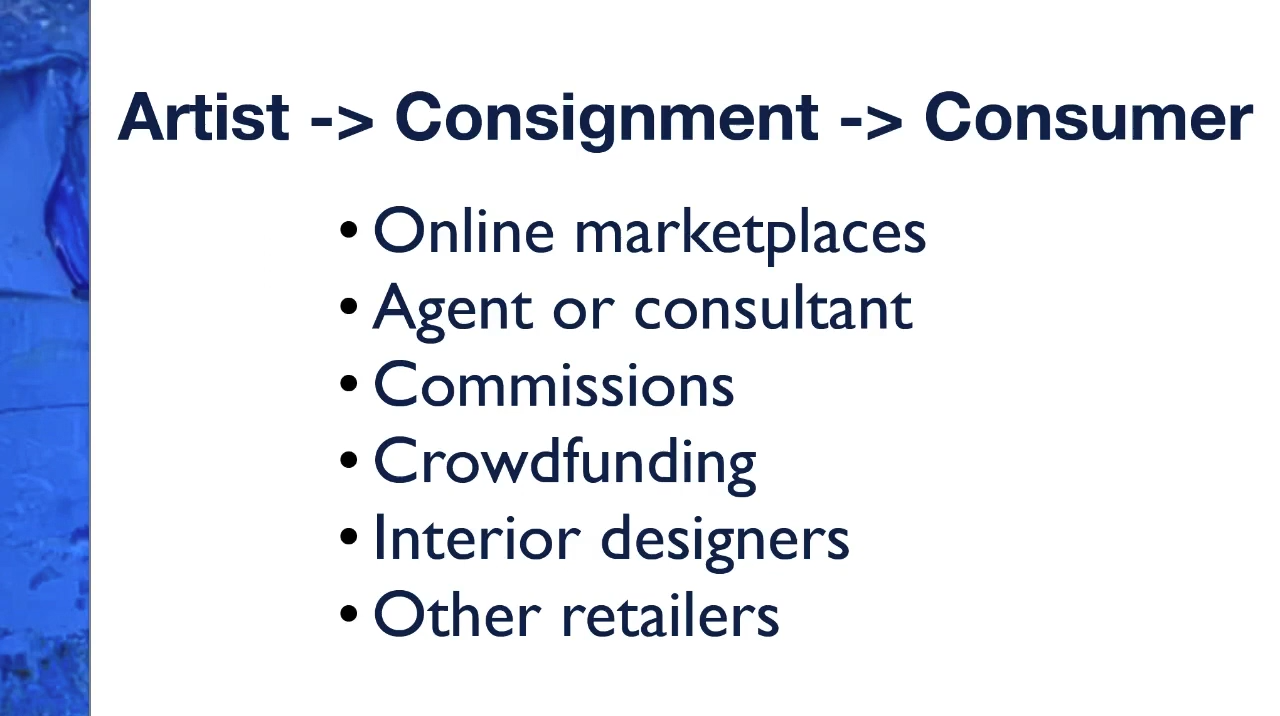 Artist -> Consignment -> Consumer
• Online marketplaces
• Agent or consultant
• Commissions
• Crowdfunding
• Interior designers
• Other retailers